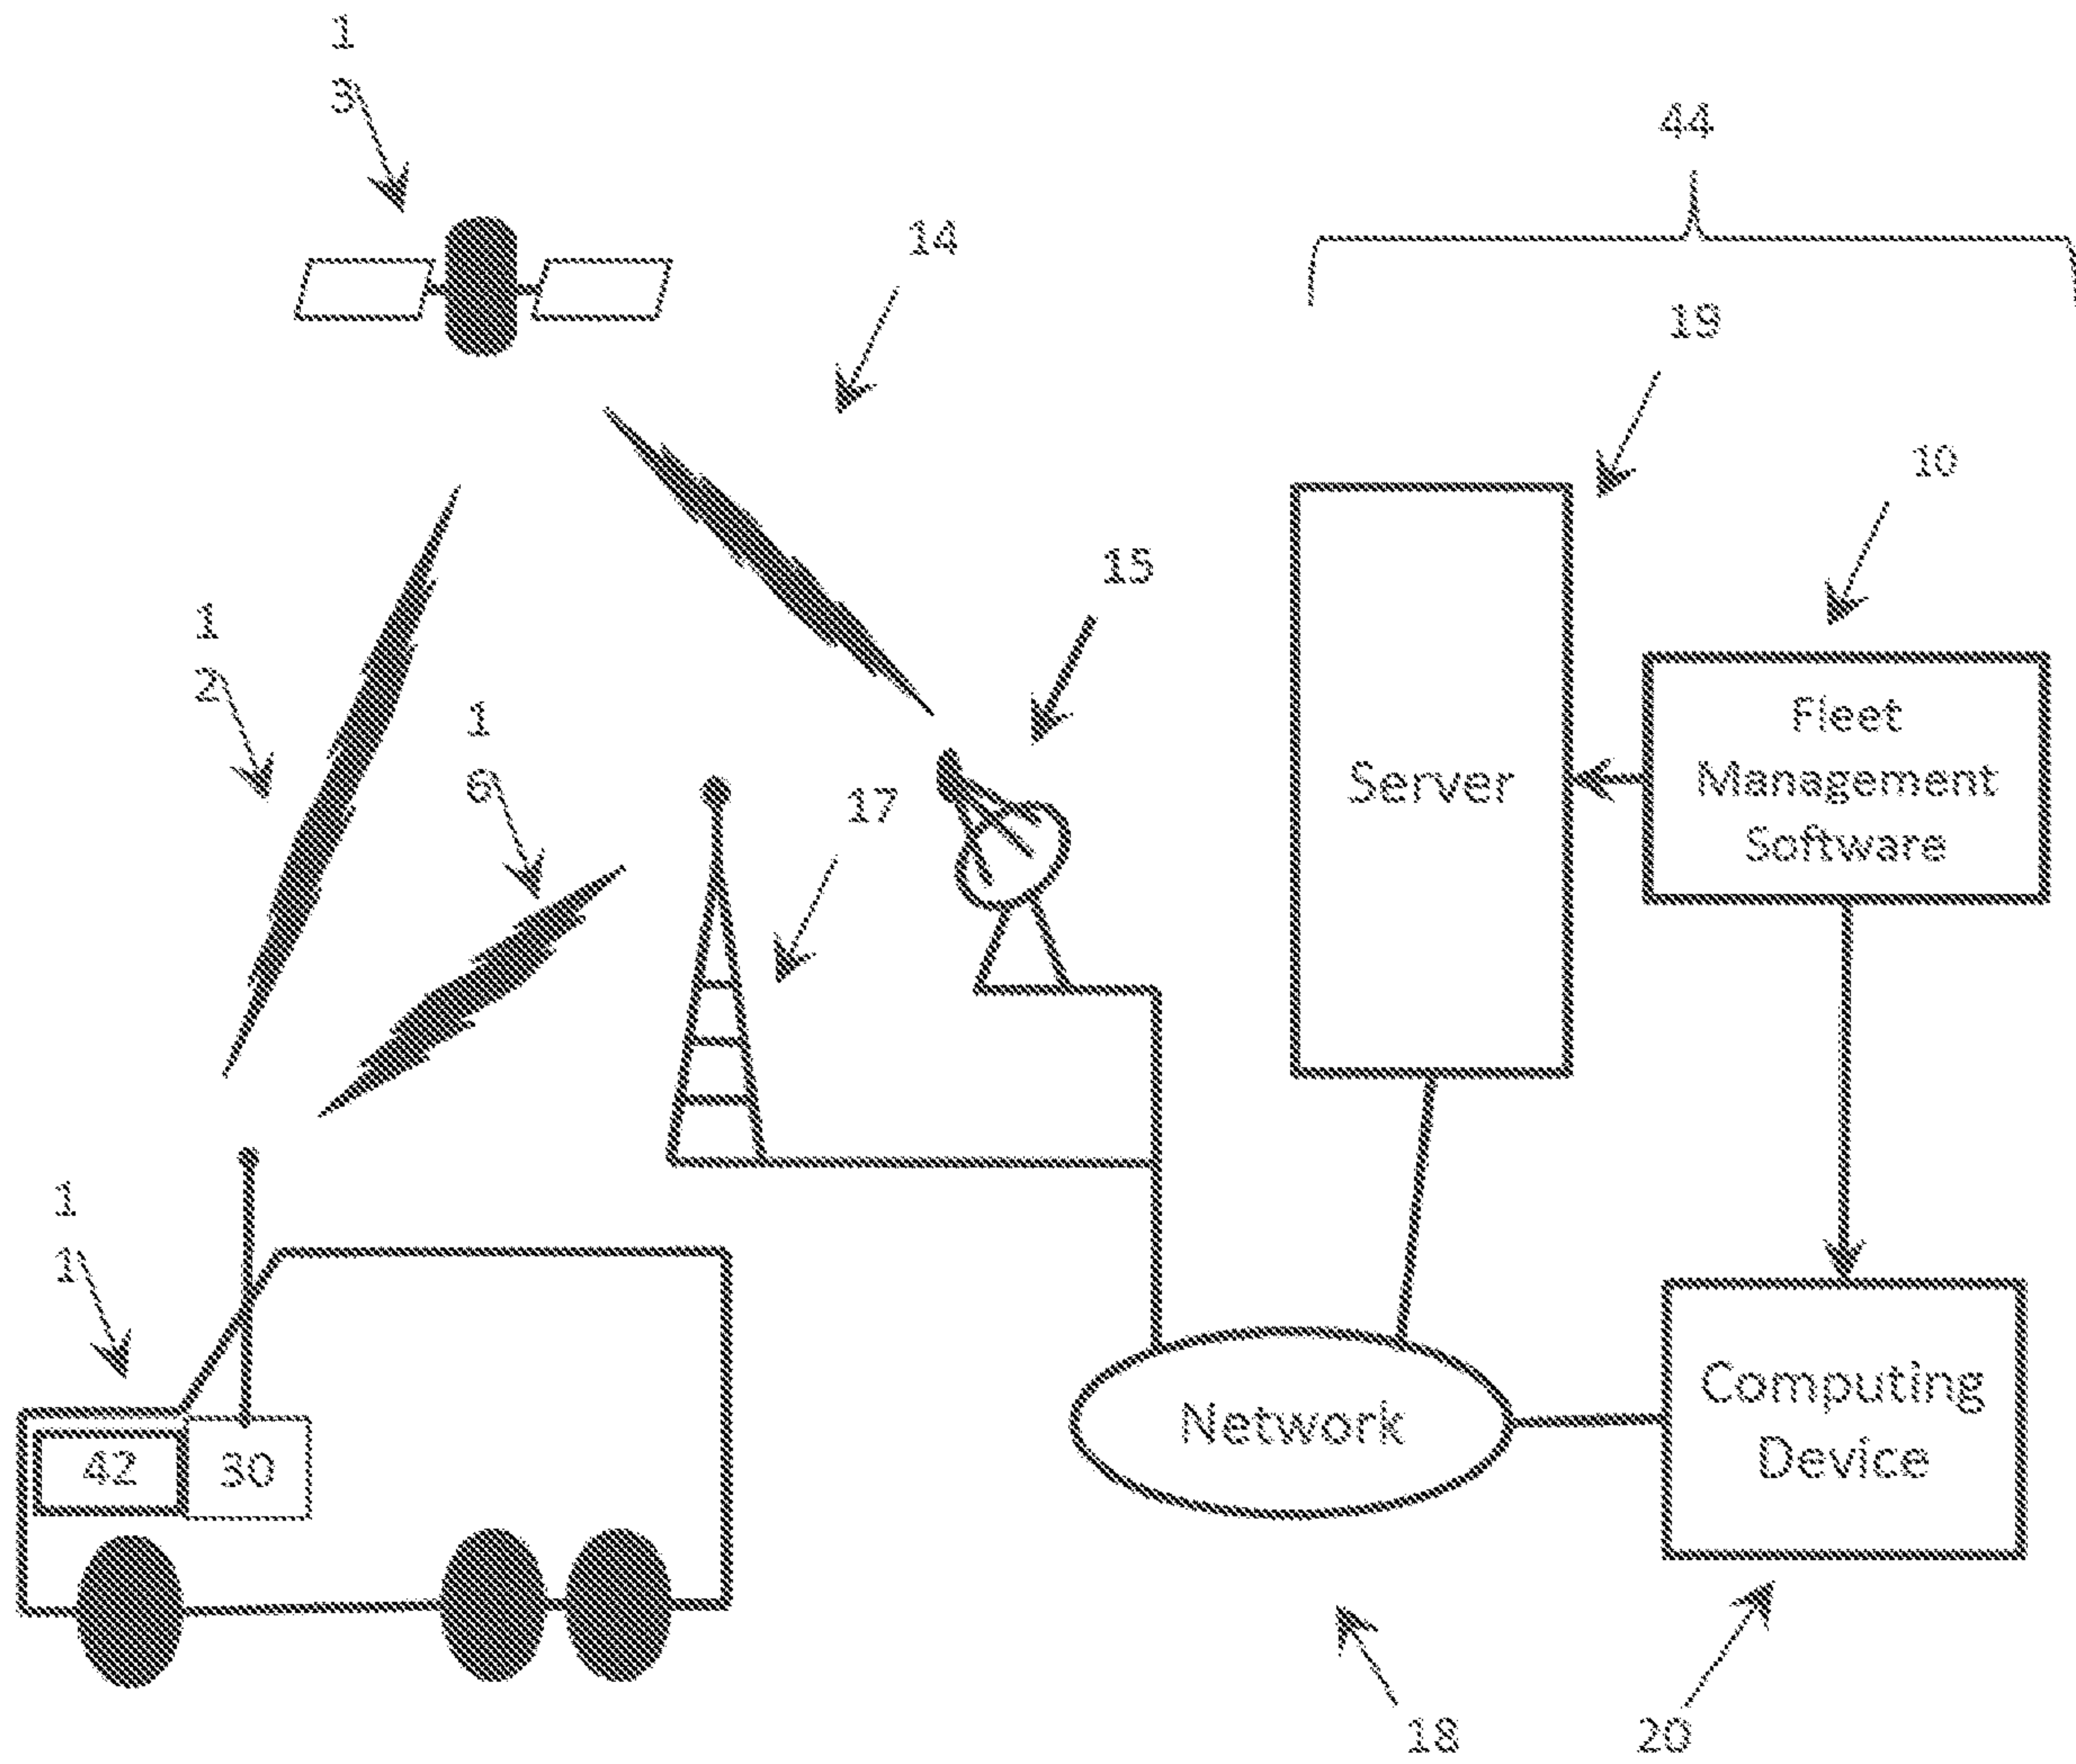 1
3
44
14
19
10
15
1
2
1
6
17
Fleet
Management
Software
Server
1
1
42
30
Network
Computing
Device
18
20